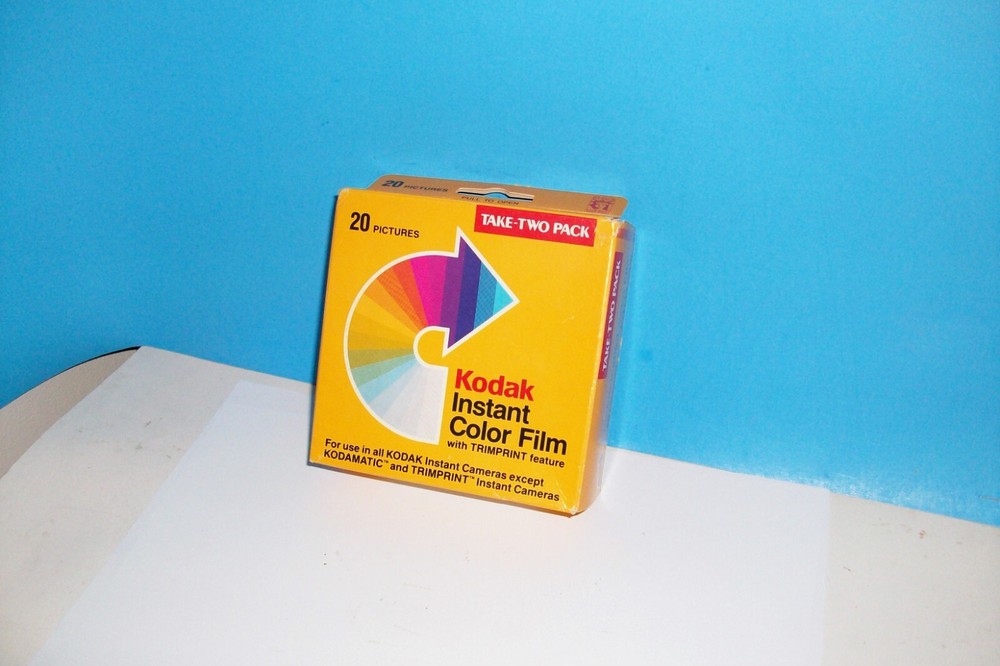 20 PICTURES
PULL TO OPEN
20 PICTURES
TAKE-TWO PACK
TAKE-TWO PACK
Kodak
Instant
Color Film
with TRIMPRINT feature
For use in all KODAK Instant Cameras except
KODAMATIC™ and TRIMPRINT™ Instant Cameras